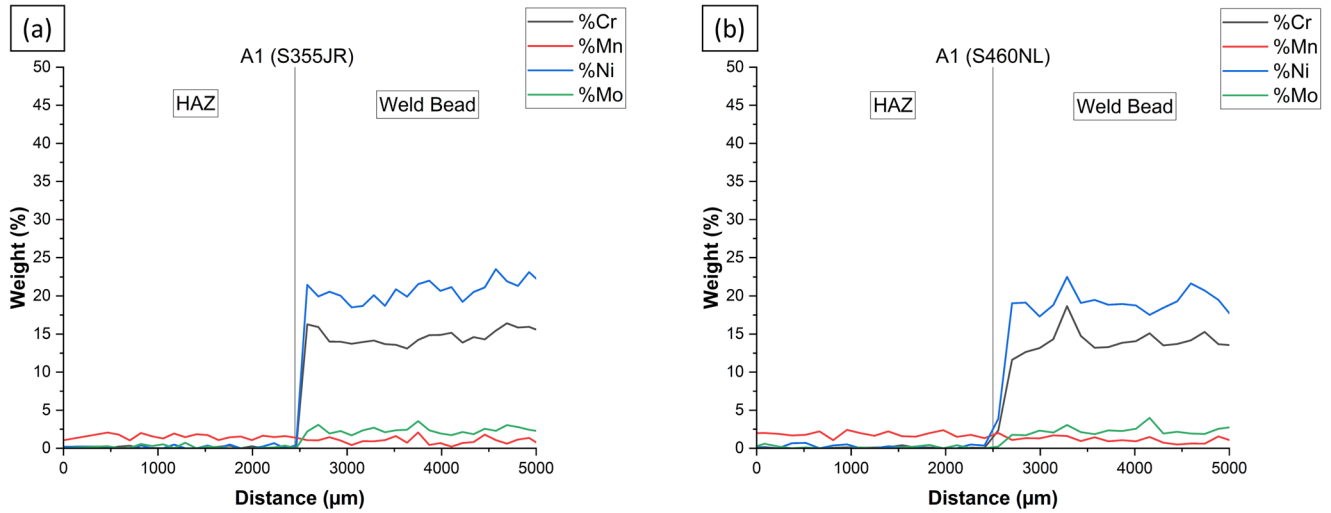 (a)
A1 (S355JR)
%Cr
%Mn
%Ni
%Mo
HAZ
Weld Bead
50
45
40
35
30
25
20
15
10
5
0
Weight (%)
0 1000 2000 3000 4000 5000
Distance (µm)
(b)
A1 (S460NL)
%Cr
%Mn
%Ni
%Mo
HAZ
Weld Bead
50
45
40
35
30
25
20
15
10
5
0
Weight (%)
0 1000 2000 3000 4000 5000
Distance (µm)